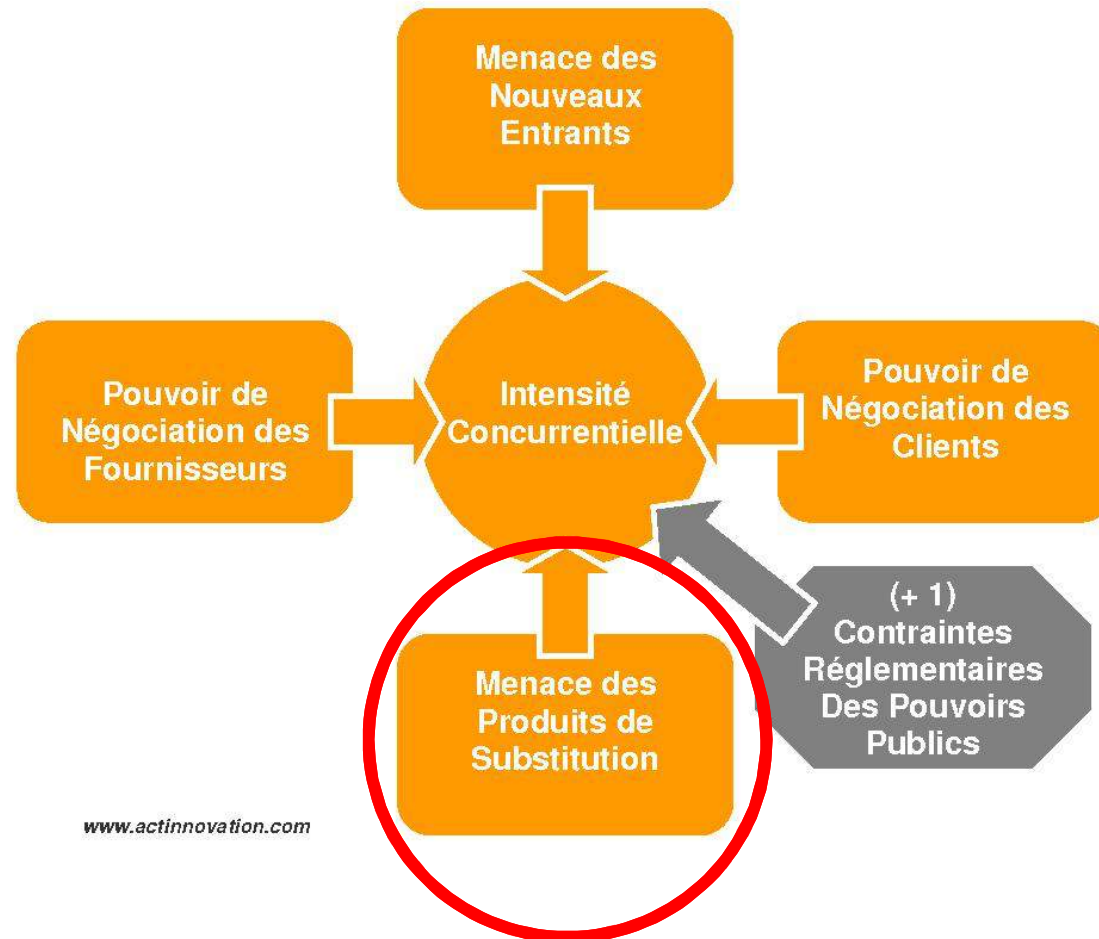 Menace des
Nouveaux
Entrants
Pouvoir de
Négociation des
Fournisseurs
Intensité
Concurrentielle
Pouvoir de
Négociation des
Clients
(+ 1)
Contraintes
Réglementaires
Des Pouvoirs
Publics
Menace des
Produits de
Substitution
www.actinnovation.com